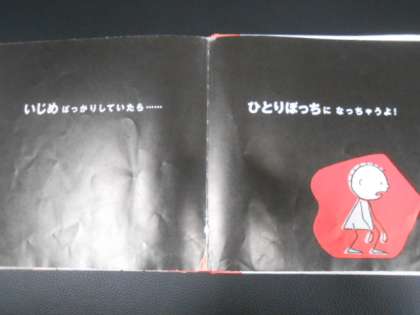 いじめ ばっかりしていたら……
ひとりぼっちに なっちゃうよ!